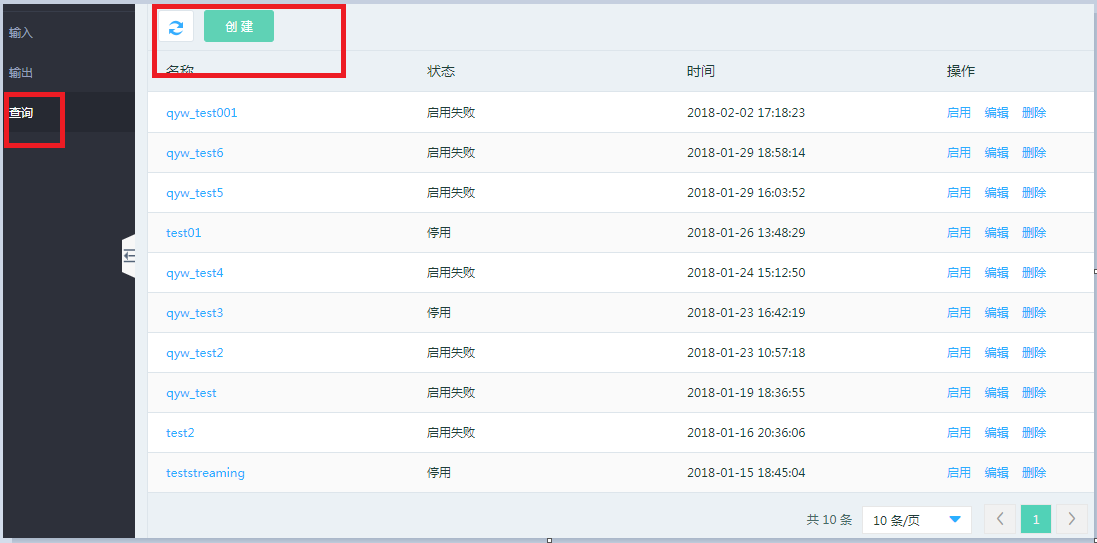 输入
输出
查询
创建
名称 状态 时间 操作
qyw_test001 启用失败 2018-02-02 17:18:23 启用 编辑 删除
qyw_test6 启用失败 2018-01-29 18:58:14 启用 编辑 删除
qyw_test5 启用失败 2018-01-29 16:03:52 启用 编辑 删除
test01 停用 2018-01-26 13:48:29 启用 编辑 删除
qyw_test4 启用失败 2018-01-24 15:12:50 启用 编辑 删除
qyw_test3 停用 2018-01-23 16:42:19 启用 编辑 删除
qyw_test2 启用失败 2018-01-23 10:57:18 启用 编辑 删除
qyw_test 启用失败 2018-01-19 18:36:55 启用 编辑 删除
test2 启用失败 2018-01-16 20:36:06 启用 编辑 删除
teststreaming 停用 2018-01-15 18:45:04 启用 编辑 删除
共 10 条 10 条/页 1